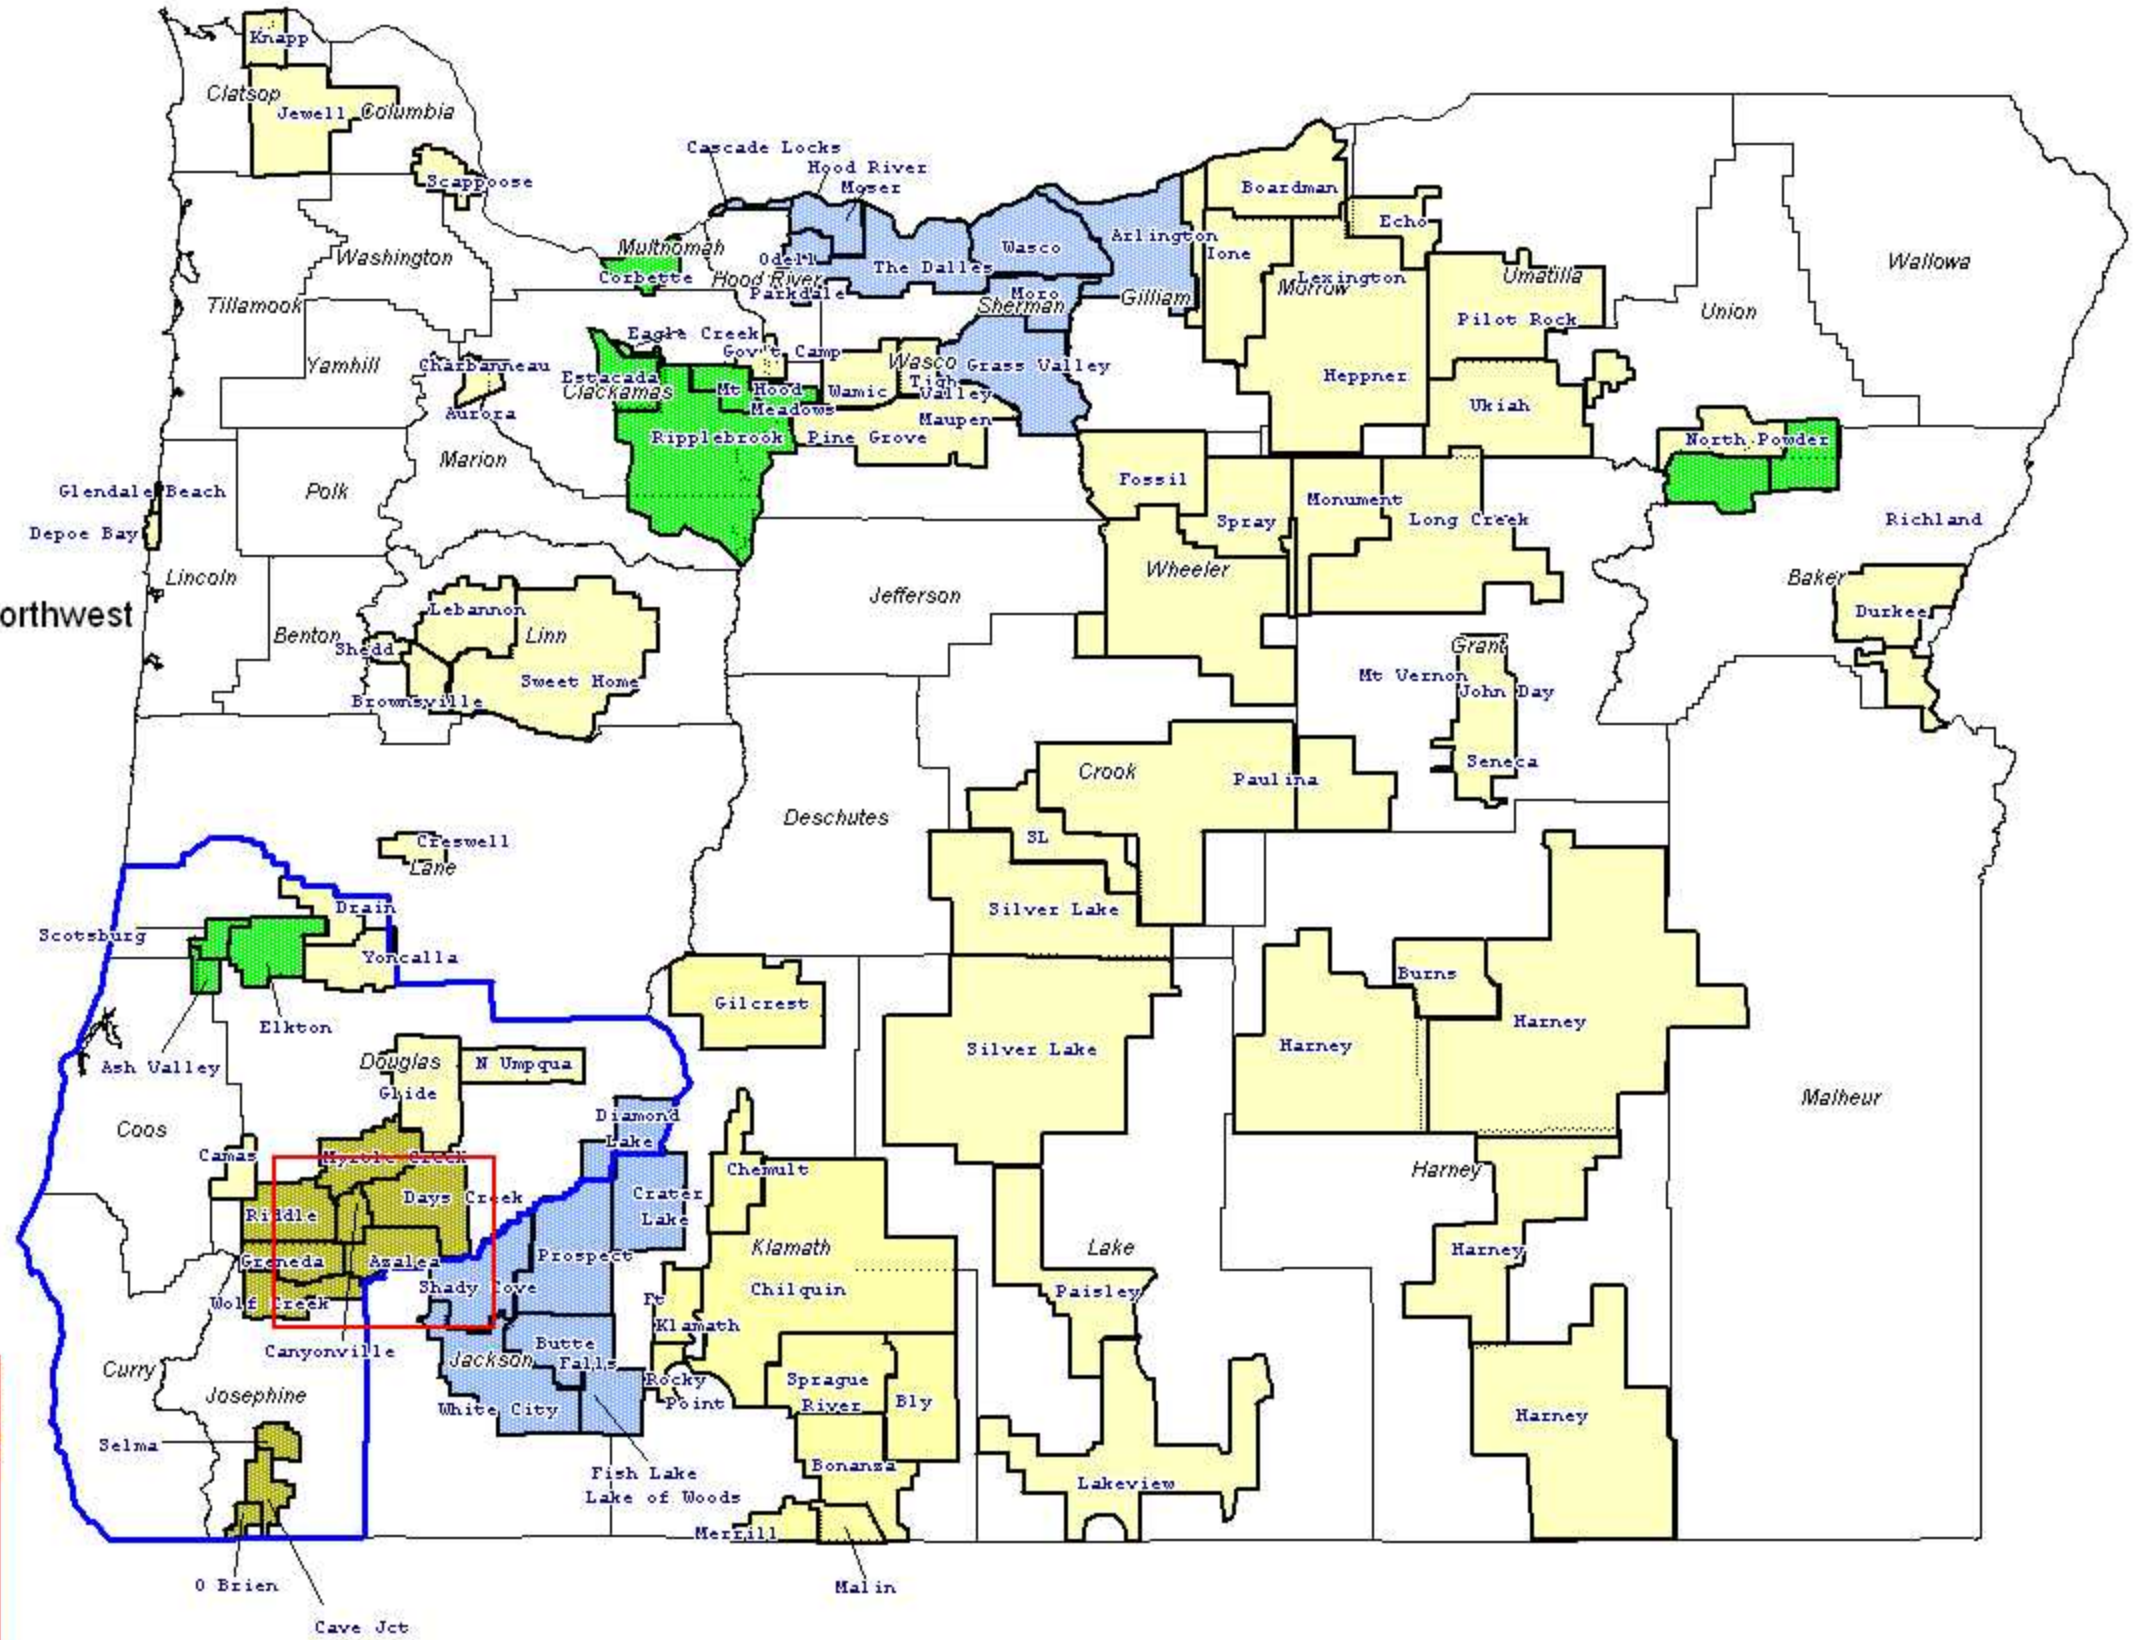 Knapp
Clatsop
Jewell
Columbia
Scappoose
Cascade Locks
Hood River
Moser
Boardman
Echo
Multnomah
Corbette
Washington
Tillamook
Odell
Hood River
Parkdale
The Dalles
Wasco
Arlington
Ione
Moro
Sherman
Gilliam
Lexington
Morrow
Umatilla
Pilot Rock
Union
Wallowa
Yamhill
Charbanneau
Aurora
Eagle Creek
Gov't Camp
Estacada
Clackamas
Mt Hood
Meadows
Wamic
Wasco
Tigh
Valley
Grass Valley
Maupen
Heppner
Ukiah
Ripplebrook
Pine Grove
North Powder
Marion
Polk
Glendale Beach
Depoe Bay
Fossil
Spray
Monument
Long Creek
Richland
Lincoln
orthwest
Benton
Lebannon
Linn
Shedd
Sweet Home
Brownsville
Jefferson
Wheeler
Baker
Durkee
Grant
Mt Vernon
John Day
Seneca
Crook
Paulina
Deschutes
SL
Silver Lake
Creswell
Lane
Drain
Scotsburg
Yoncalla
Elkton
Ash Valley
Gilcrest
Silver Lake
Burns
Harney
Harney
Douglas
N Umpqua
Glide
Coos
Diamond
Lake
Malheur
Camas
Myrtle Creek
Days Creek
Riddle
Crater
Lake
Chemult
Harney
Greneda
Azalea
Prospect
Klamath
Lake
Harney
Shady Cove
Chilquin
Paisley
Wolf Creek
Ft
Klamath
Canyonville
Butte
Falls
Jackson
Curry
Josephine
Rocky
Point
Sprague
River
Bly
White City
Harney
Selma
Bonanza
Fish Lake
Lake of Woods
Lakeview
Merrill
O Brien
Malin
Cave Jct